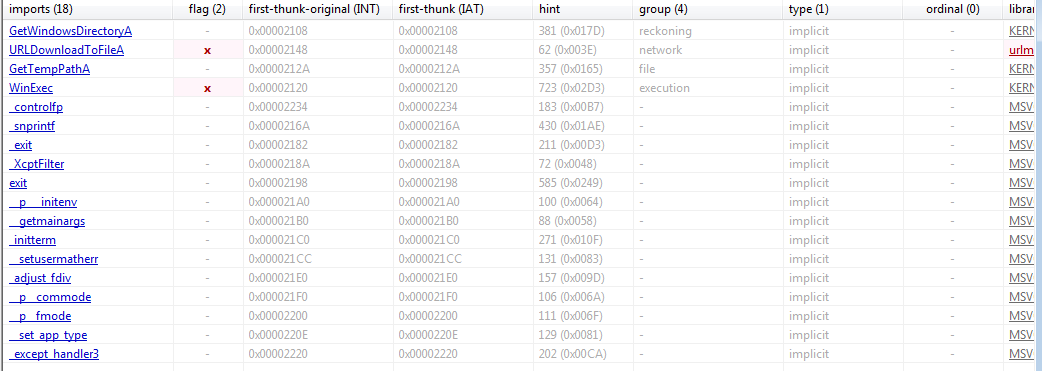 imports (18) flag (2) first-thunk-original (INT) first-thunk (IAT) hint group (4) type (1) ordinal (0) librar
GetWindowsDirectoryA - 0x00002108 0x00002108 381 (0x017D) reckoning implicit - KERN
URLDownloadToFileA x 0x00002148 0x00002148 62 (0x003E) network implicit - urlm
GetTempPathA - 0x0000212A 0x0000212A 357 (0x0165) file implicit - KERN
WinExec x 0x00002120 0x00002120 723 (0x02D3) execution implicit - KERN
_controlfp - 0x00002234 0x00002234 183 (0x00B7) - implicit - MSV
_snprintf - 0x0000216A 0x0000216A 430 (0x01AE) - implicit - MSV
_exit - 0x00002182 0x00002182 211 (0x00D3) - implicit - MSV
_XcptFilter - 0x0000218A 0x0000218A 72 (0x0048) - implicit - MSV
exit - 0x00002198 0x00002198 585 (0x0249) - implicit - MSV
__p___initenv - 0x000021A0 0x000021A0 100 (0x0064) - implicit - MSV
__getmainargs - 0x000021B0 0x000021B0 88 (0x0058) - implicit - MSV
_initterm - 0x000021C0 0x000021C0 271 (0x010F) - implicit - MSV
__setusermatherr - 0x000021CC 0x000021CC 131 (0x0083) - implicit - MSV
_adjust_fdiv - 0x000021E0 0x000021E0 157 (0x009D) - implicit - MSV
__p__commode - 0x000021F0 0x000021F0 106 (0x006A) - implicit - MSV
__p__fmode - 0x00002200 0x00002200 111 (0x006F) - implicit - MSV
__set_app_type - 0x0000220E 0x0000220E 129 (0x0081) - implicit - MSV
_except_handler3 - 0x00002220 0x00002220 202 (0x00CA) - implicit - MSV